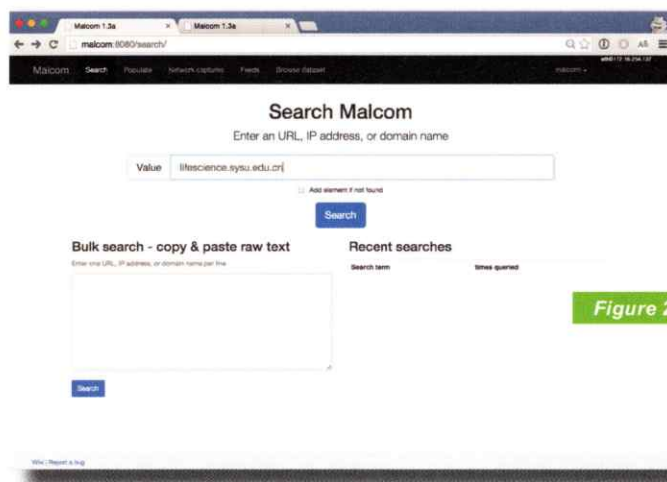 Malcom 1.3a Malcom 1.3a
malcom:8080/search/
Malcom Search Populate Network captures Feeds Browse dataset malcom
Search Malcom
Enter an URL, IP address, or domain name
Value lifescience.sysu.edu.cn
Add element if not found
Search
Bulk search - copy & paste raw text
Enter one URL, IP address, or domain name per line
Search
Recent searches
Search term times queried
Figure 2
Wiki | Report a bug